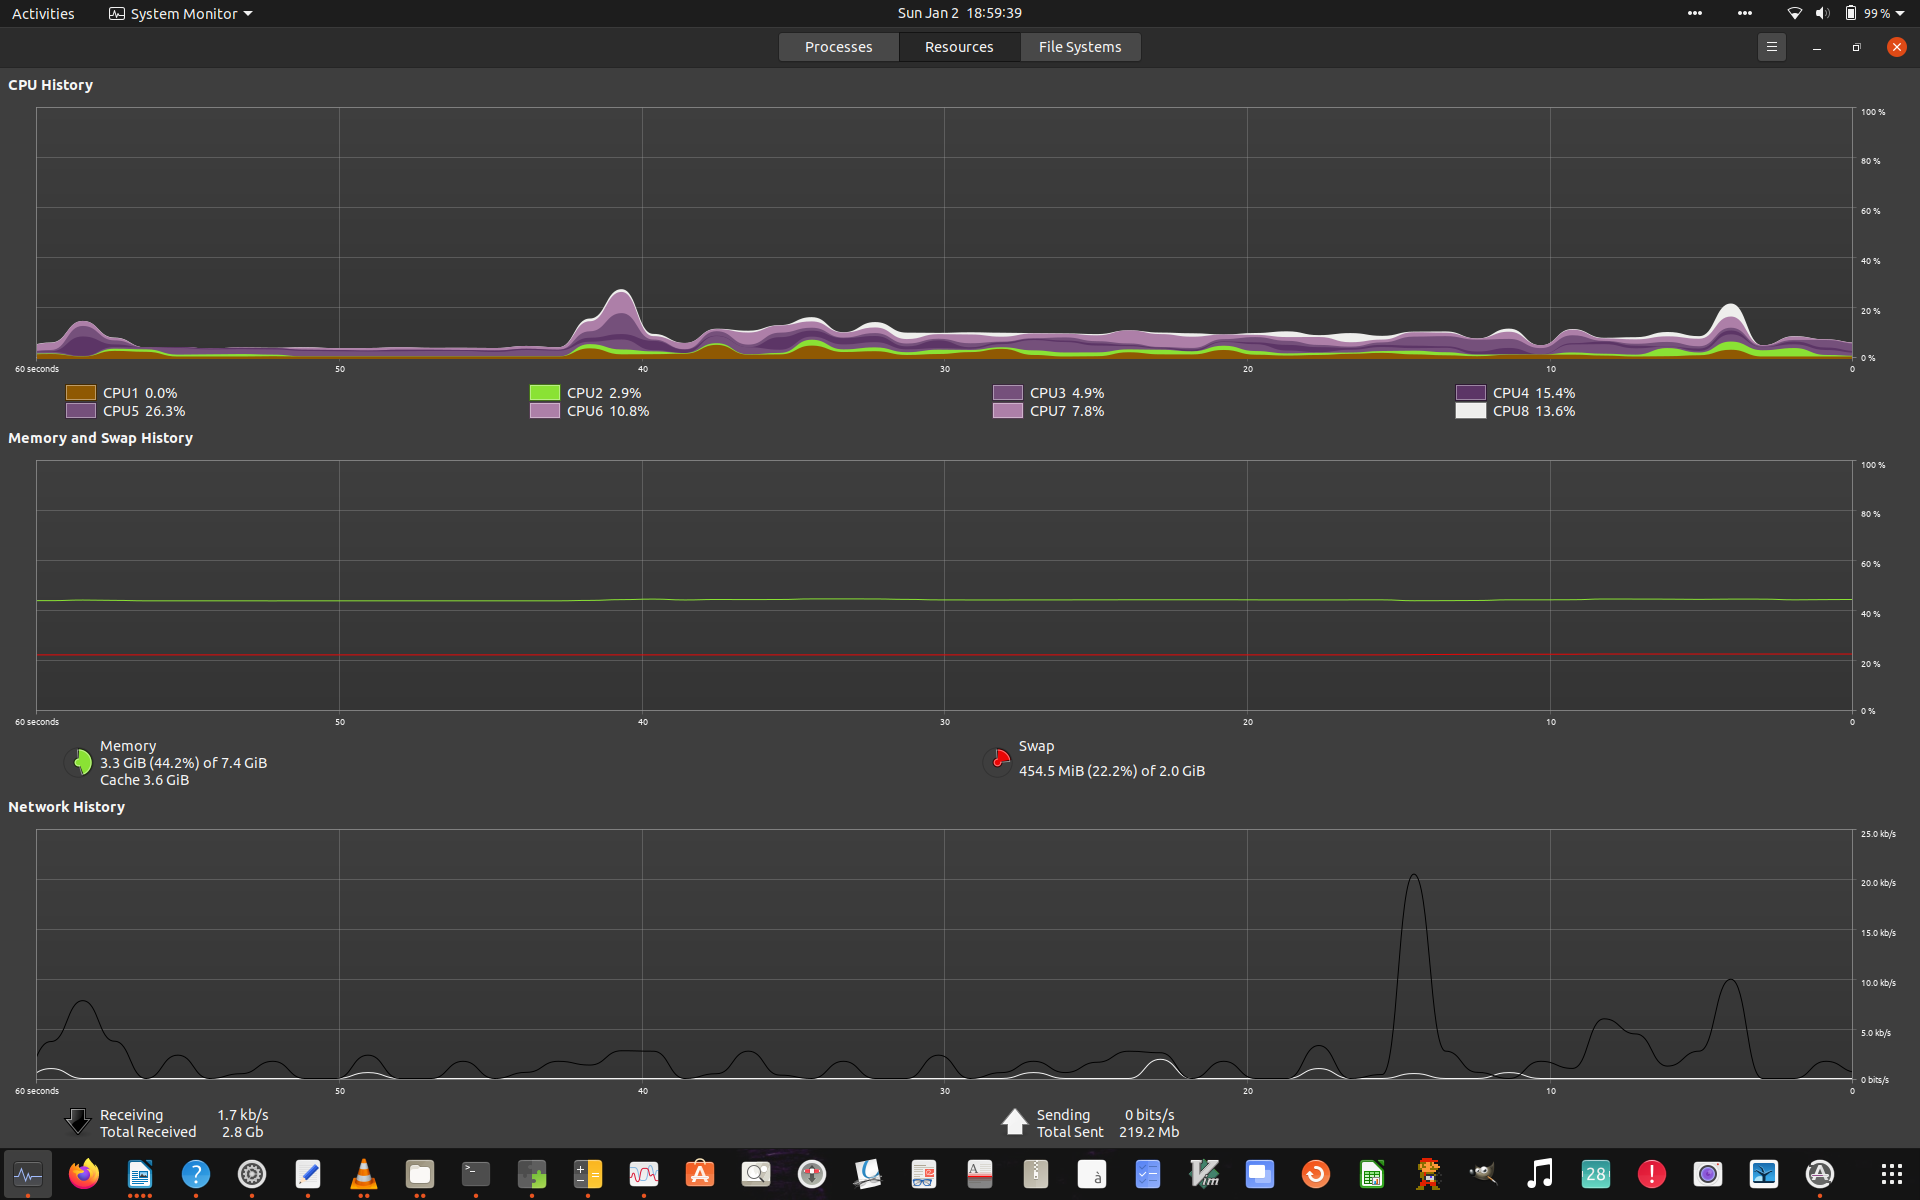 Activities System Monitor Sun Jan 2 18:59:39 99 %
Processes Resources File Systems
CPU History
100 %
80 %
60 %
40 %
20 %
0 %
60 seconds 50 40 30 20 10 0
CPU1 0.0% CPU2 2.9% CPU3 4.9% CPU4 15.4%
CPU5 26.3% CPU6 10.8% CPU7 7.8% CPU8 13.6%
Memory and Swap History
100 %
80 %
60 %
40 %
20 %
0 %
60 seconds 50 40 30 20 10 0
Memory
3.3 GiB (44.2%) of 7.4 GiB
Cache 3.6 GiB
Swap
454.5 MiB (22.2%) of 2.0 GiB
Network History
25.0 kb/s
20.0 kb/s
15.0 kb/s
10.0 kb/s
5.0 kb/s
0 bits/s
60 seconds 50 40 30 20 10 0
Receiving 1.7 kb/s Sending 0 bits/s
Total Received 2.8 Gb Total Sent 219.2 Mb
? >_ A A à Vim 28 !